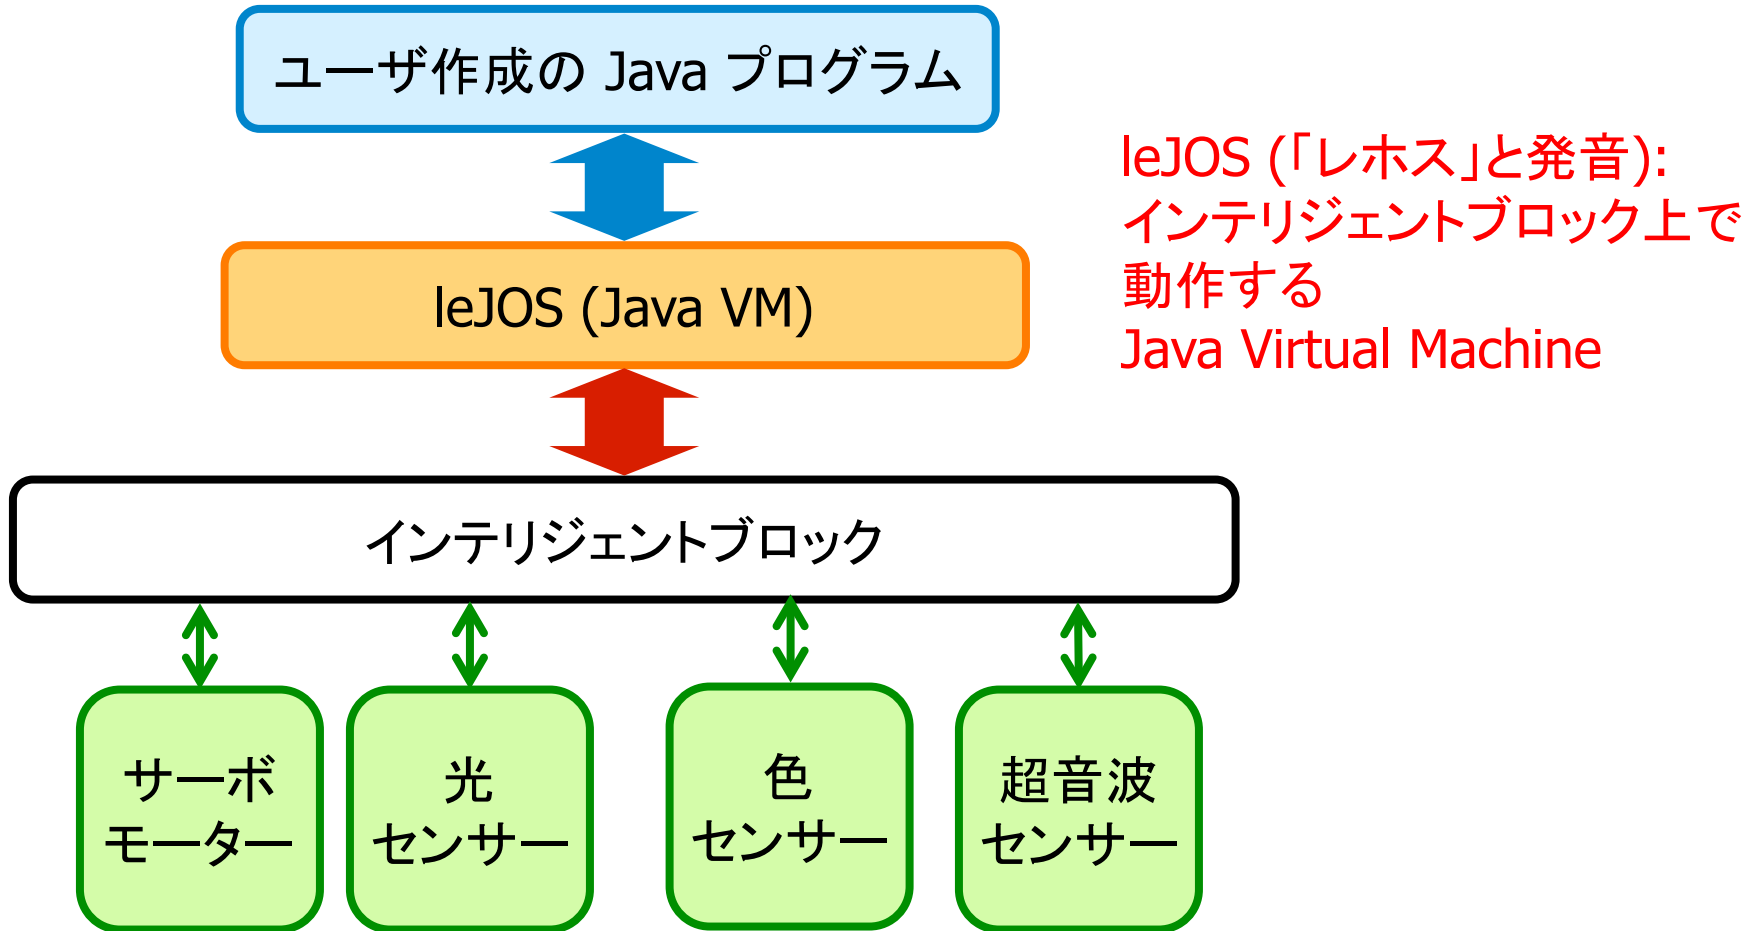 ユーザ作成の Java プログラム
leJOS (「レホス」と発音):
インテリジェントブロック上で
動作する
Java Virtual Machine
leJOS (Java VM)
インテリジェントブロック
サーボ
モーター
光
センサー
色
センサー
超音波
センサー